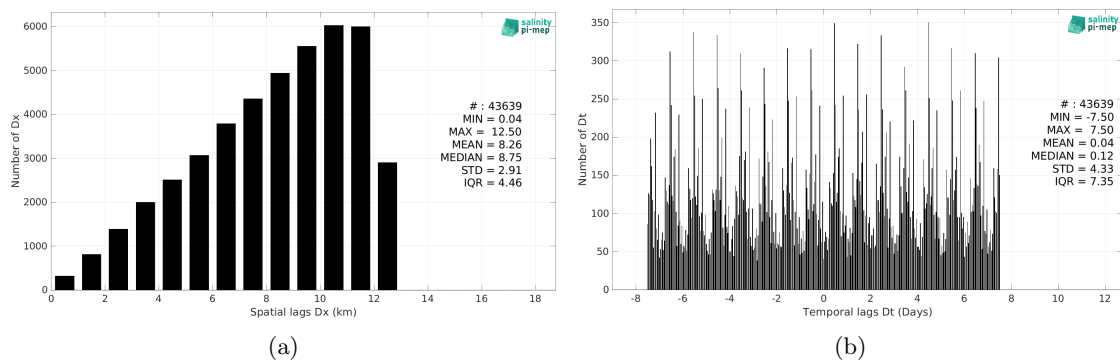 6000
5000
4000
3000
2000
1000
0
Number of Dx
0 2 4 6 8 10 12 14 16 18
Spatial lags Dx (km)
salinity
pi-mep
# : 43639
MIN = 0.04
MAX = 12.50
MEAN = 8.26
MEDIAN = 8.75
STD = 2.91
IQR = 4.46
(a)
350
300
250
200
150
100
50
0
Number of Dt
-8 -6 -4 -2 0 2 4 6 8 10 12
Temporal lags Dt (Days)
salinity
pi-mep
# : 43639
MIN = -7.50
MAX = 7.50
MEAN = 0.04
MEDIAN = 0.12
STD = 4.33
IQR = 7.35
(b)